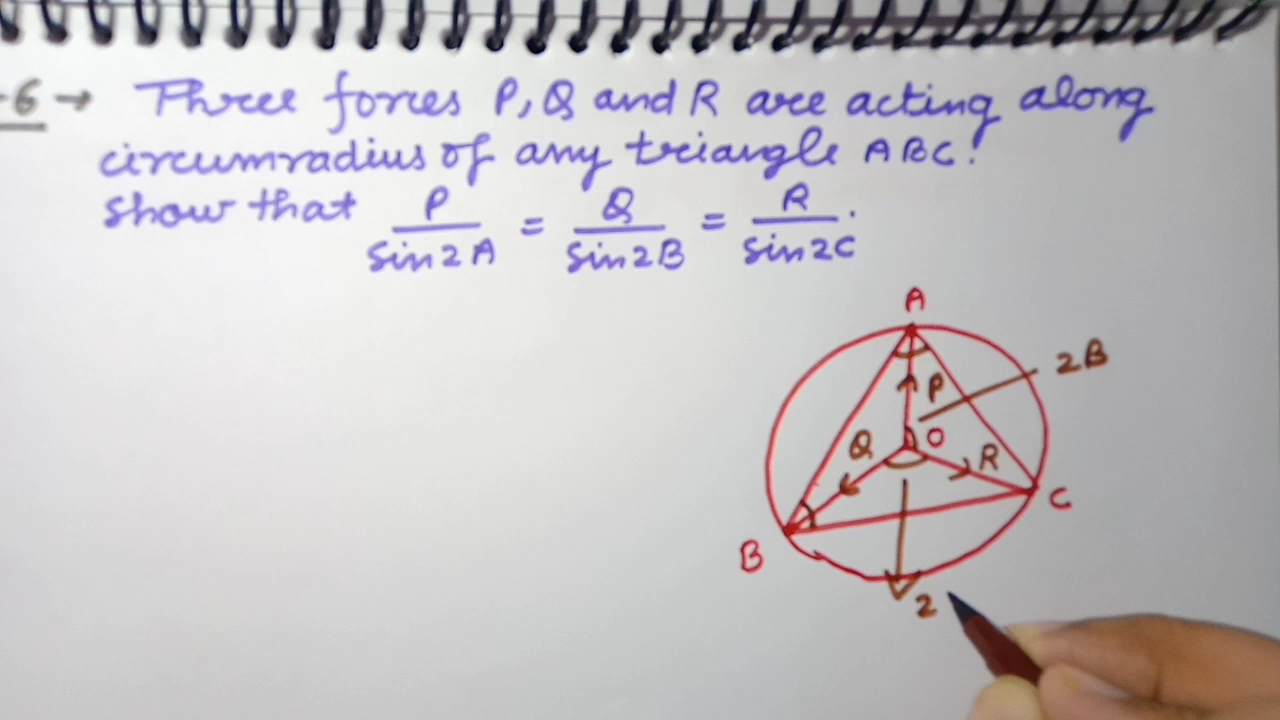 -6 → Three forces P, Q and R are acting along
circumradius of any triangle ABC.
Show that P/sin2A = Q/sin2B = R/sin2C.
A
2B
P
Q
O
R
C
B
2